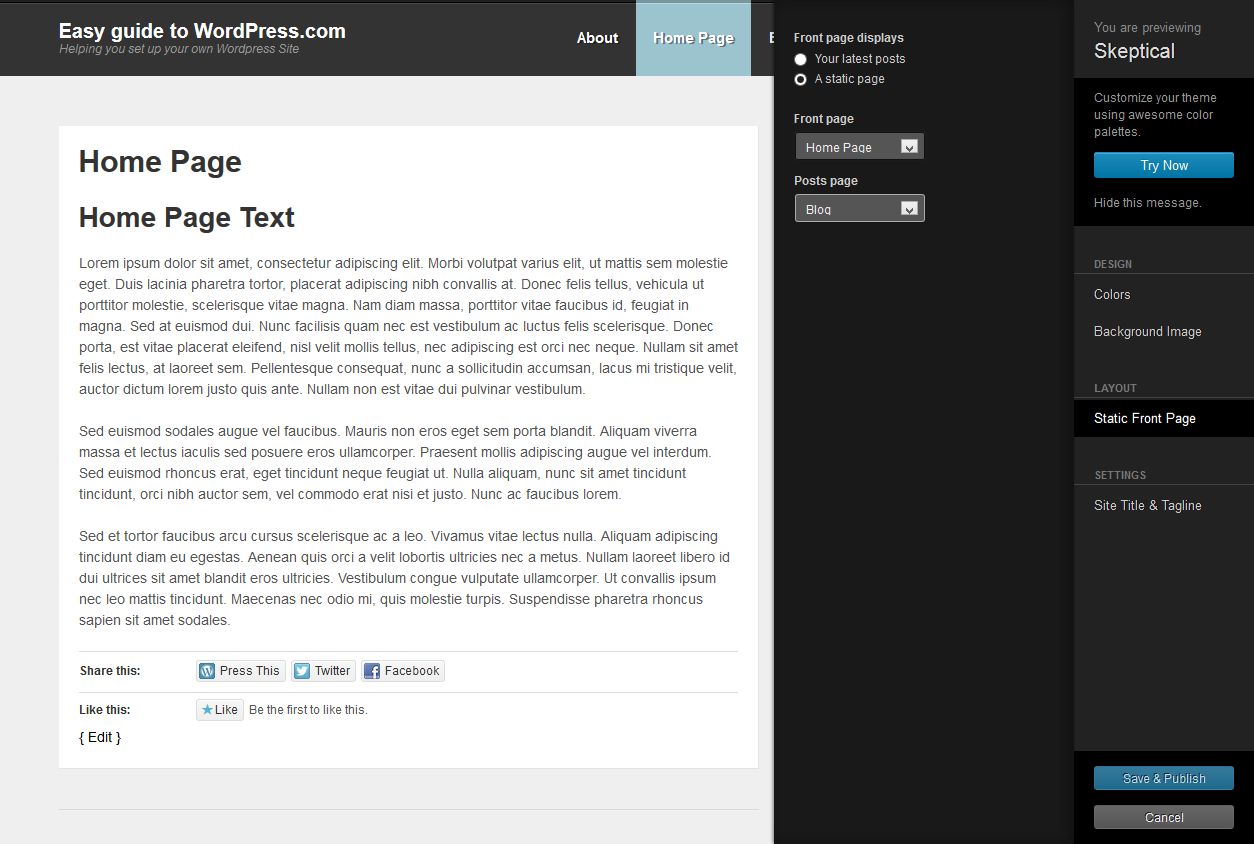 Easy guide to WordPress.com
Helping you set up your own Wordpress Site
About
Home Page
Home Page
Home Page Text
Lorem ipsum dolor sit amet, consectetur adipiscing elit. Morbi volutpat varius elit, ut mattis sem molestie
eget. Duis lacinia pharetra tortor, placerat adipiscing nibh convallis at. Donec felis tellus, vehicula ut
porttitor molestie, scelerisque vitae magna. Nam diam massa, porttitor vitae faucibus id, feugiat in
magna. Sed at euismod dui. Nunc facilisis quam nec est vestibulum ac luctus felis scelerisque. Donec
porta, est vitae placerat eleifend, nisl velit mollis tellus, nec adipiscing est orci nec neque. Nullam sit amet
felis lectus, at laoreet sem. Pellentesque consequat, nunc a sollicitudin accumsan, lacus mi tristique velit,
auctor dictum lorem justo quis ante. Nullam non est vitae dui pulvinar vestibulum.
Sed euismod sodales augue vel faucibus. Mauris non eros eget sem porta blandit. Aliquam viverra
massa et lectus iaculis sed posuere eros ullamcorper. Praesent mollis adipiscing augue vel interdum.
Sed euismod rhoncus erat, eget tincidunt neque feugiat ut. Nulla aliquam, nunc sit amet tincidunt
tincidunt, orci nibh auctor sem, vel commodo erat nisi et justo. Nunc ac faucibus lorem.
Sed et tortor faucibus arcu cursus scelerisque ac a leo. Vivamus vitae lectus nulla. Aliquam adipiscing
tincidunt diam eu egestas. Aenean quis orci a velit lobortis ultricies nec a metus. Nullam laoreet libero id
dui ultrices sit amet blandit eros ultricies. Vestibulum congue vulputate ullamcorper. Ut convallis ipsum
nec leo mattis tincidunt. Maecenas nec odio mi, quis molestie turpis. Suspendisse pharetra rhoncus
sapien sit amet sodales.
Share this: Press This Twitter Facebook
Like this: Like Be the first to like this.
{ Edit }
Front page displays
Your latest posts
A static page
Front page
Home Page
Posts page
Blog
You are previewing
Skeptical
Customize your theme
using awesome color
palettes.
Try Now
Hide this message.
DESIGN
Colors
Background Image
LAYOUT
Static Front Page
SETTINGS
Site Title & Tagline
Save & Publish
Cancel